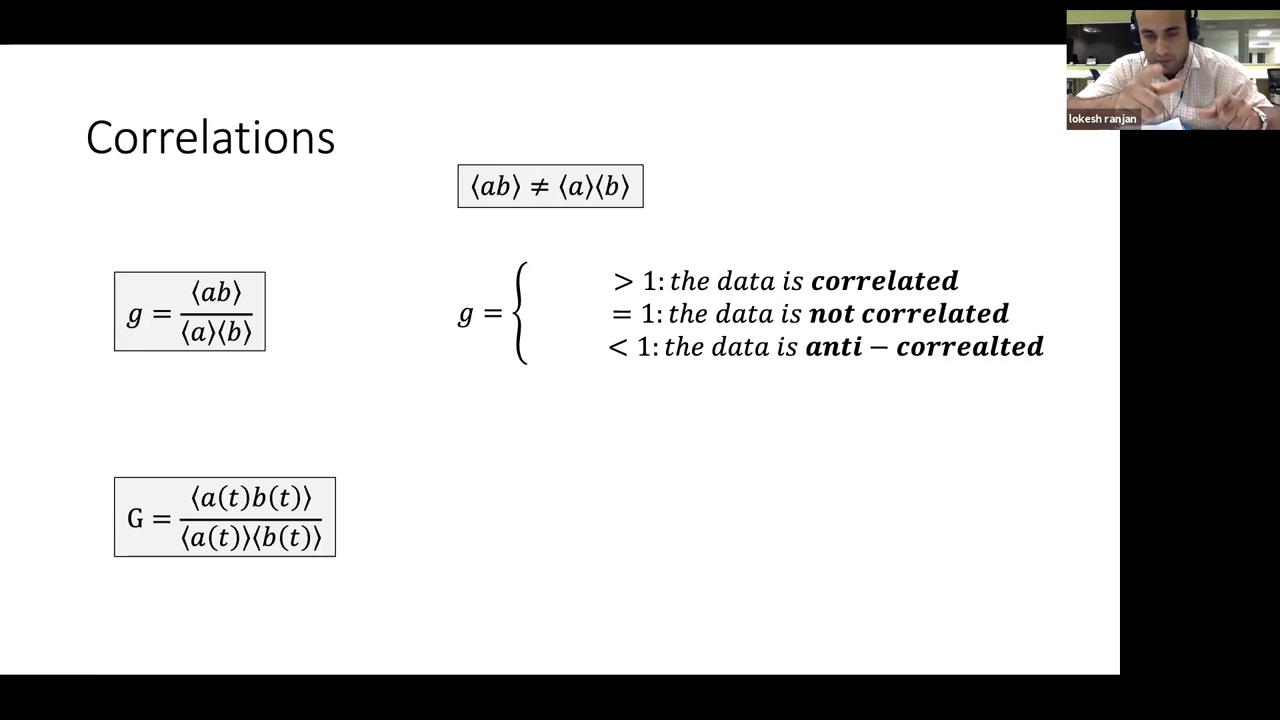 lokesh ranjan
Correlations
⟨ab⟩ ≠ ⟨a⟩⟨b⟩
g = ⟨ab⟩ / ⟨a⟩⟨b⟩
g = {
> 1: the data is correlated
= 1: the data is not correlated
< 1: the data is anti − correalted
G = ⟨a(t)b(t)⟩ / ⟨a(t)⟩⟨b(t)⟩